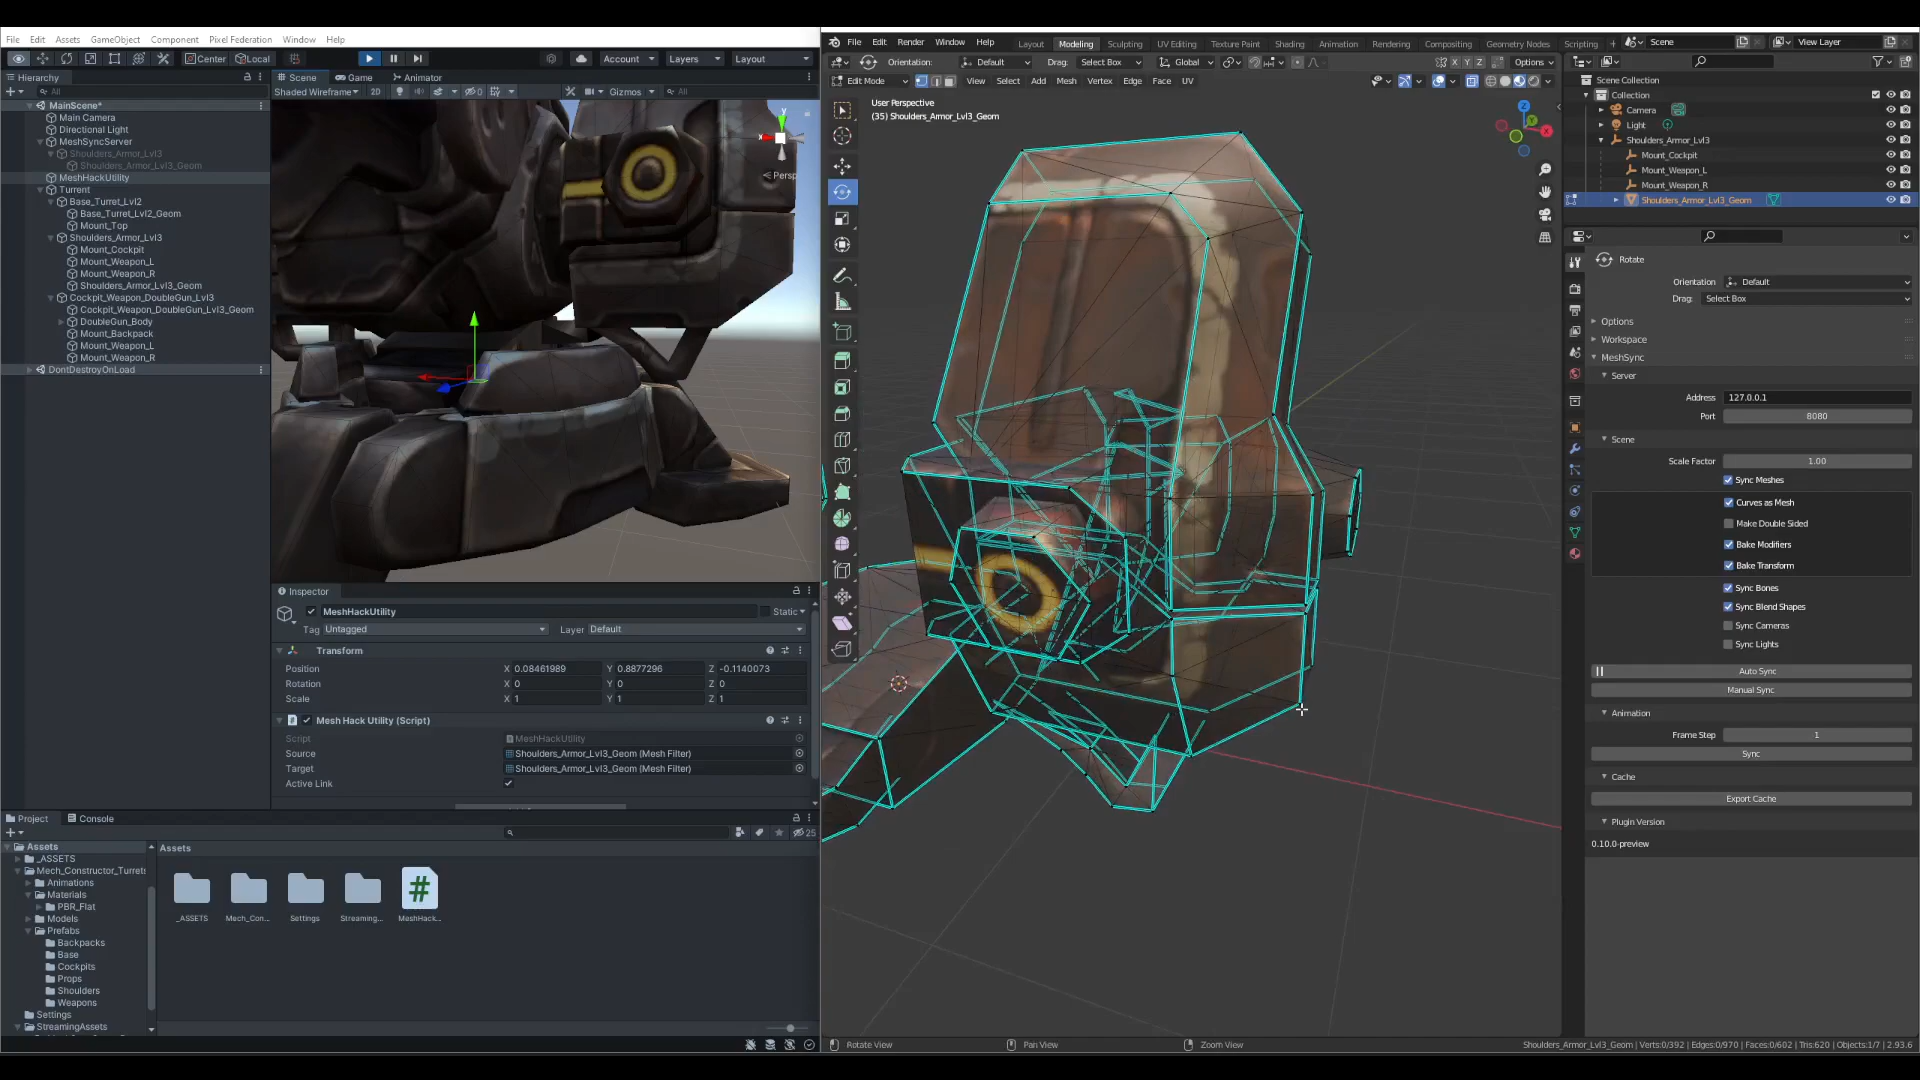 File Edit Assets GameObject Component Pixel Federation Window Help
Center Local Account Layers Layout
Hierarchy
All
MainScene*
Main Camera
Directional Light
MeshSyncServer
Shoulders_Armor_Lvl3
Shoulders_Armor_Lvl3_Geom
MeshHackUtility
Turrent
Base_Turret_Lvl2
Base_Turret_Lvl2_Geom
Mount_Top
Shoulders_Armor_Lvl3
Mount_Cockpit
Mount_Weapon_L
Mount_Weapon_R
Shoulders_Armor_Lvl3_Geom
Cockpit_Weapon_DoubleGun_Lvl3
Cockpit_Weapon_DoubleGun_Lvl3_Geom
DoubleGun_Body
Mount_Backpack
Mount_Weapon_L
Mount_Weapon_R
DontDestroyOnLoad
Scene Game Animator
Shaded Wireframe 2D Gizmos All
y
x
Persp
Inspector
MeshHackUtility Static
Tag Untagged Layer Default
Transform
Position X 0.08461989 Y 0.8877296 Z -0.1140073
Rotation X 0 Y 0 Z 0
Scale X 1 Y 1 Z 1
Mesh Hack Utility (Script)
Script MeshHackUtility
Source Shoulders_Armor_Lvl3_Geom (Mesh Filter)
Target Shoulders_Armor_Lvl3_Geom (Mesh Filter)
Active Link
Project Console
25
Assets
_ASSETS
Mech_Constructor_Turrets
Animations
Materials
PBR_Flat
Models
Prefabs
Backpacks
Base
Cockpits
Props
Shoulders
Weapons
Settings
StreamingAssets
Assets
_ASSETS Mech_Con... Settings Streaming... MeshHack...
File Edit Render Window Help Layout Modeling Sculpting UV Editing Texture Paint Shading Animation Rendering Compositing Geometry Nodes Scripting + Scene View Layer
Orientation: Default Drag: Select Box Global X Y Z Options
Edit Mode View Select Add Mesh Vertex Edge Face UV
User Perspective
(35) Shoulders_Armor_Lvl3_Geom
Z
Y
X
Rotate View Pan View Zoom View
Scene Collection
Collection
Camera
Light
Shoulders_Armor_Lvl3
Mount_Cockpit
Mount_Weapon_L
Mount_Weapon_R
Shoulders_Armor_Lvl3_Geom
Rotate
Orientation Default
Drag: Select Box
Options
Workspace
MeshSync
Server
Address 127.0.0.1
Port 8080
Scene
Scale Factor 1.00
Sync Meshes
Curves as Mesh
Make Double Sided
Bake Modifiers
Bake Transform
Sync Bones
Sync Blend Shapes
Sync Cameras
Sync Lights
Auto Sync
Manual Sync
Animation
Frame Step 1
Sync
Cache
Export Cache
Plugin Version
0.10.0-preview
Shoulders_Armor_Lvl3_Geom | Verts:0/392 | Edges:0/970 | Faces:0/602 | Tris:620 | Objects:1/7 | 2.93.6